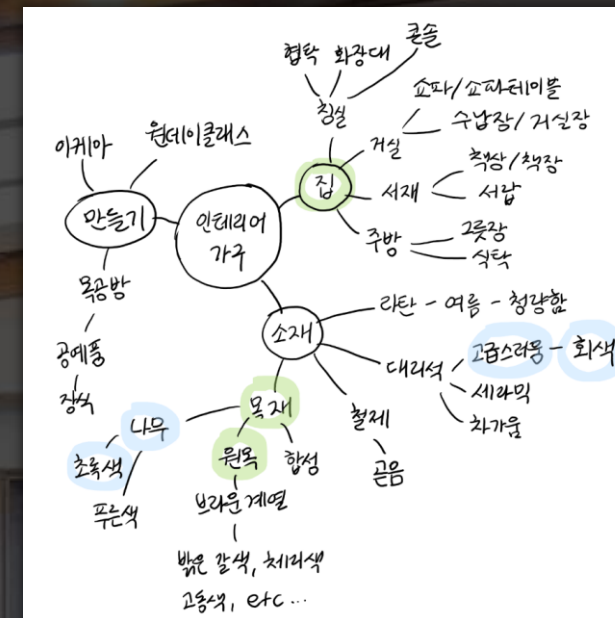 콘솔
협탁 화장대
침실
쇼파/쇼파테이블
거실
수납장/거실장
원데이클래스
이케아
집
책상/책장
서재
서랍
만들기
인테리어
가구
주방
그릇장
식탁
목공방
라탄 - 여름 - 청량함
소재
공예품
대리석
고급스러움 - 회색
세라믹
장식
목재
철제
차가움
나무
초록색
원목
합성
곧음
푸른색
브라운 계열
밝은 갈색, 체리색
고동색, etc ...